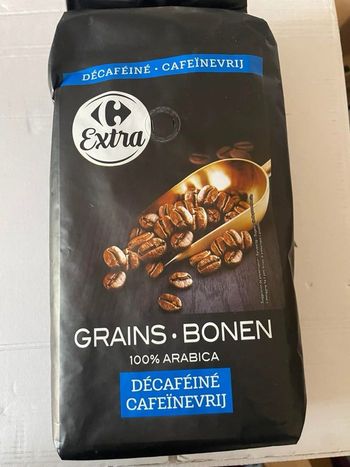 DÉCAFÉINÉ · CAFEÏNEVRIJ
Extra
GRAINS · BONEN
100% ARABICA
DÉCAFÉINÉ
CAFEÏNEVRIJ